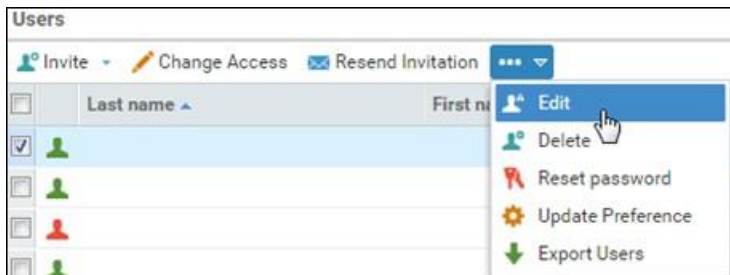 Users
Invite Change Access Resend Invitation
Last name First na
Edit
Delete
Reset password
Update Preference
Export Users